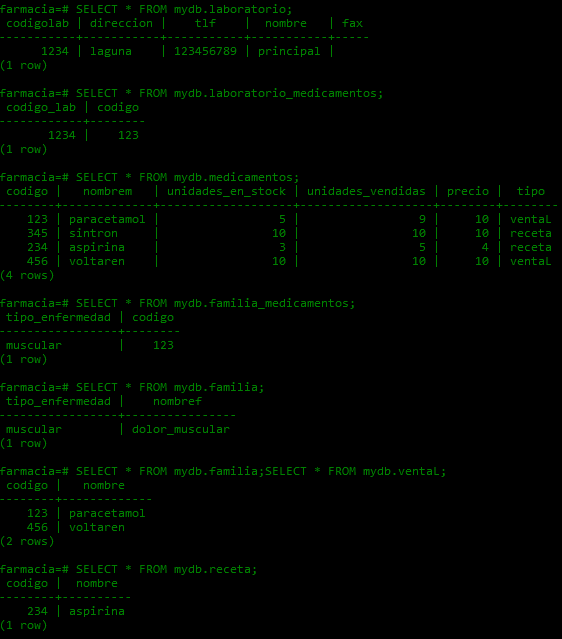 farmacia=# SELECT * FROM mydb.laboratorio;
 codigolab | direccion |    tlf    |  nombre   | fax
-----------+-----------+-----------+-----------+-----
      1234 | laguna    | 123456789 | principal |
(1 row)

farmacia=# SELECT * FROM mydb.laboratorio_medicamentos;
 codigo_lab | codigo
------------+--------
       1234 |    123
(1 row)

farmacia=# SELECT * FROM mydb.medicamentos;
 codigo |   nombrem   | unidades_en_stock | unidades_vendidas | precio |  tipo
--------+-------------+-------------------+-------------------+--------+--------
    123 | paracetamol |                 5 |                 9 |     10 | ventaL
    345 | sintron     |                10 |                10 |     10 | receta
    234 | aspirina    |                 3 |                 5 |      4 | receta
    456 | voltaren    |                10 |                10 |     10 | ventaL
(4 rows)

farmacia=# SELECT * FROM mydb.familia_medicamentos;
 tipo_enfermedad | codigo
-----------------+--------
 muscular        |    123
(1 row)

farmacia=# SELECT * FROM mydb.familia;
 tipo_enfermedad |    nombref
-----------------+----------------
 muscular        | dolor_muscular
(1 row)

farmacia=# SELECT * FROM mydb.familia;SELECT * FROM mydb.ventaL;
 codigo |   nombre
--------+-------------
    123 | paracetamol
    456 | voltaren
(2 rows)

farmacia=# SELECT * FROM mydb.receta;
 codigo |  nombre
--------+----------
    234 | aspirina
(1 row)